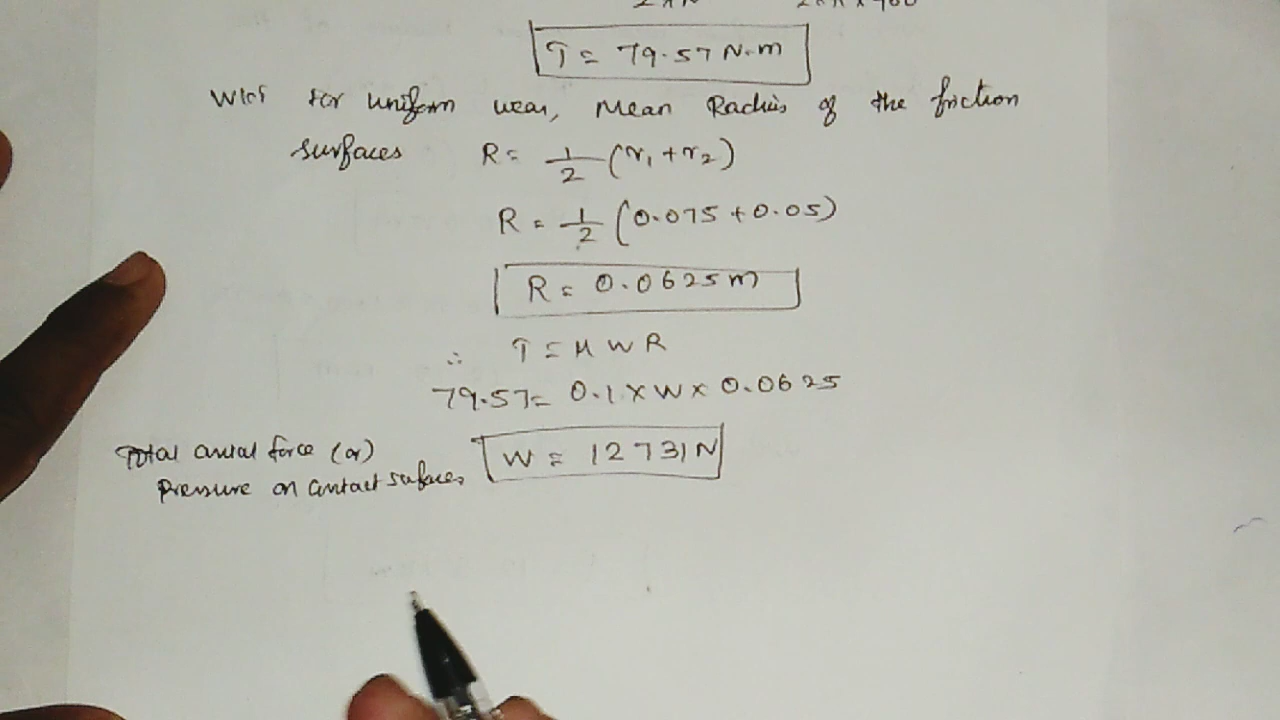 T = 79.57 N-m
WKT for uniform wear, Mean Radius of the friction
surfaces R = 1/2 (r1 + r2)
R = 1/2 (0.075 + 0.05)
R = 0.0625 m
∴ T = μ W R
79.57 = 0.1 × W × 0.0625
Total axial force (or) W = 12731 N
pressure on contact surfaces